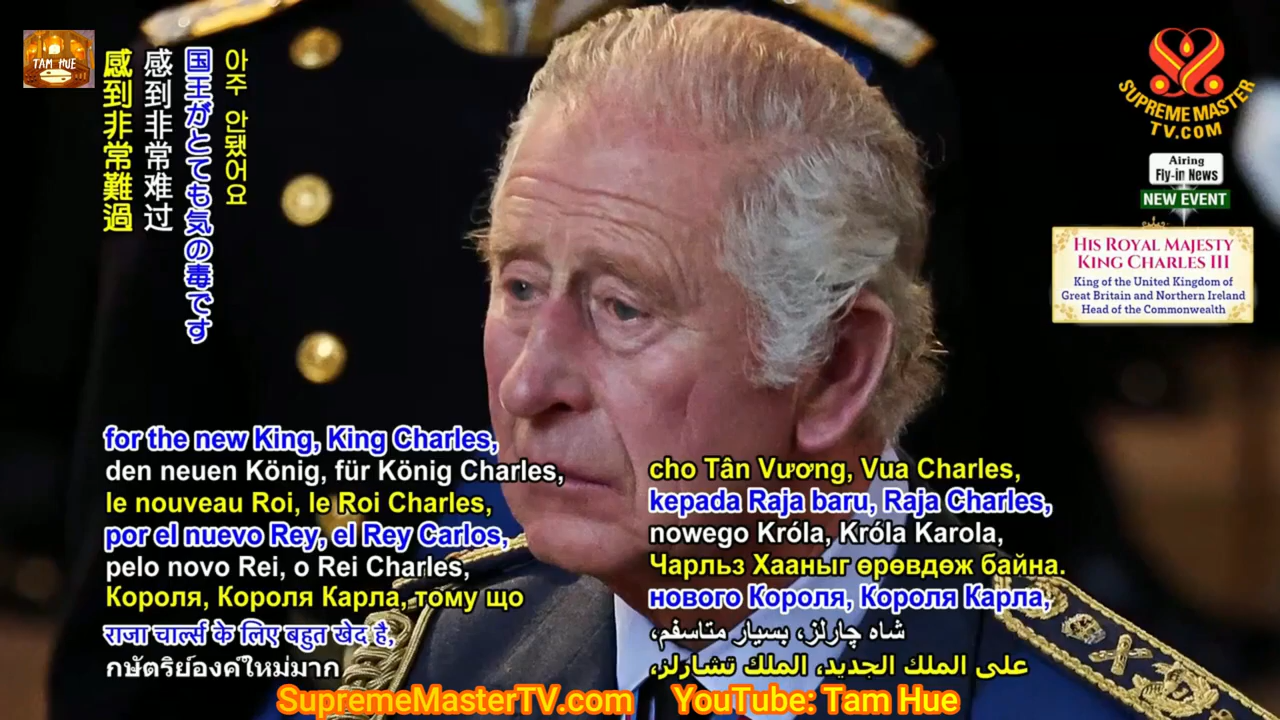 TAM HUE
感到非常難過
感到非常难过
国王がとても気の毒です
아주 안됐어요
SUPREME MASTER
TV.COM
Airing
Fly-in News
NEW EVENT
HIS ROYAL MAJESTY
KING CHARLES III
King of the United Kingdom of
Great Britain and Northern Ireland
Head of the Commonwealth
for the new King, King Charles,
den neuen König, für König Charles,
le nouveau Roi, le Roi Charles,
por el nuevo Rey, el Rey Carlos,
pelo novo Rei, o Rei Charles,
Короля, Короля Карла, тому що
राजा चार्ल्स के लिए बहुत खेद है,
กษัตริย์องค์ใหม่มาก
cho Tân Vương, Vua Charles,
kepada Raja baru, Raja Charles,
nowego Króla, Króla Karola,
Чарльз Хааныг өрөвдөж байна.
нового Короля, Короля Карла,
شاه چارلز، بسیار متاسفم،
على الملك الجديد، الملك تشارلز،
SupremeMasterTV.com YouTube: Tam Hue